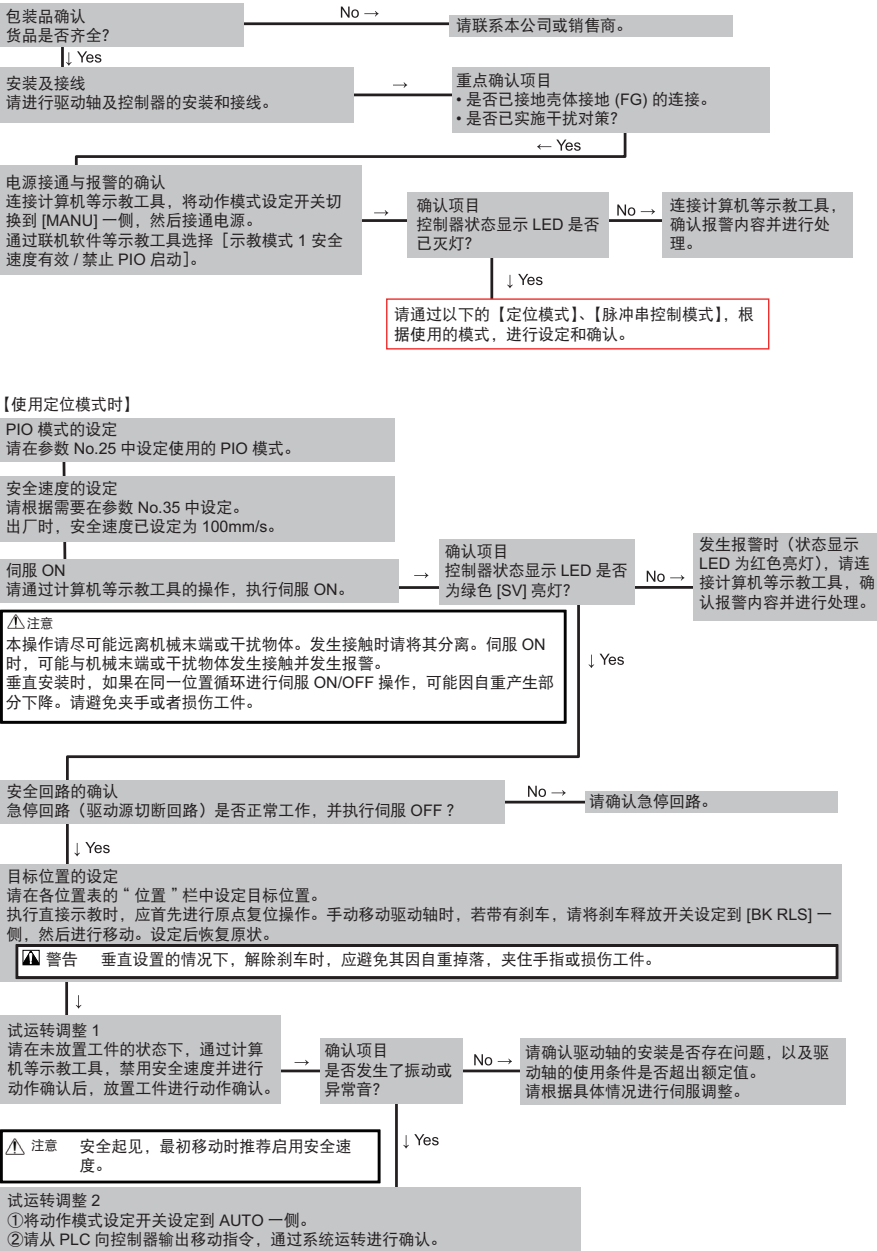 包装品确认
货品是否齐全?
No →
请联系本公司或销售商。
↓ Yes
安装及接线
请进行驱动轴及控制器的安装和接线。
→
重点确认项目
• 是否已接地壳体接地 (FG) 的连接。
• 是否已实施干扰对策?
← Yes
电源接通与报警的确认
连接计算机等示教工具，将动作模式设定开关切
换到 [MANU] 一侧，然后接通电源。
通过联机软件等示教工具选择［示教模式 1 安全
速度有效 / 禁止 PIO 启动］。
→
确认项目
控制器状态显示 LED 是否
已灭灯?
No →
连接计算机等示教工具，
确认报警内容并进行处
理。
↓ Yes
请通过以下的【定位模式】、【脉冲串控制模式】，根
据使用的模式，进行设定和确认。
【使用定位模式时】
PIO 模式的设定
请在参数 No.25 中设定使用的 PIO 模式。
安全速度的设定
请根据需要在参数 No.35 中设定。
出厂时，安全速度已设定为 100mm/s。
伺服 ON
请通过计算机等示教工具的操作，执行伺服 ON。
→
确认项目
控制器状态显示 LED 是否
为绿色 [SV] 亮灯?
No →
发生报警时（状态显示
LED 为红色亮灯），请连
接计算机等示教工具，确
认报警内容并进行处理。
⚠注意
本操作请尽可能远离机械末端或干扰物体。发生接触时请将其分离。伺服 ON
时，可能与机械末端或干扰物体发生接触并发生报警。
垂直安装时，如果在同一位置循环进行伺服 ON/OFF 操作，可能因自重产生部
分下降。请避免夹手或者损伤工件。
↓ Yes
安全回路的确认
急停回路（驱动源切断回路）是否正常工作，并执行伺服 OFF ?
No →
请确认急停回路。
↓ Yes
目标位置的设定
请在各位置表的 “ 位置 ” 栏中设定目标位置。
执行直接示教时，应首先进行原点复位操作。手动移动驱动轴时，若带有刹车，请将刹车释放开关设定到 [BK RLS] 一
侧，然后进行移动。设定后恢复原状。
⚠ 警告 垂直设置的情况下，解除刹车时，应避免其因自重掉落，夹住手指或损伤工件。
↓
试运转调整 1
请在未放置工件的状态下，通过计算
机等示教工具，禁用安全速度并进行
动作确认后，放置工件进行动作确认。
→
确认项目
是否发生了振动或
异常音?
No →
请确认驱动轴的安装是否存在问题，以及驱
动轴的使用条件是否超出额定值。
请根据具体情况进行伺服调整。
⚠ 注意 安全起见，最初移动时推荐启用安全速
度。
↓ Yes
试运转调整 2
①将动作模式设定开关设定到 AUTO 一侧。
②请从 PLC 向控制器输出移动指令，通过系统运转进行确认。